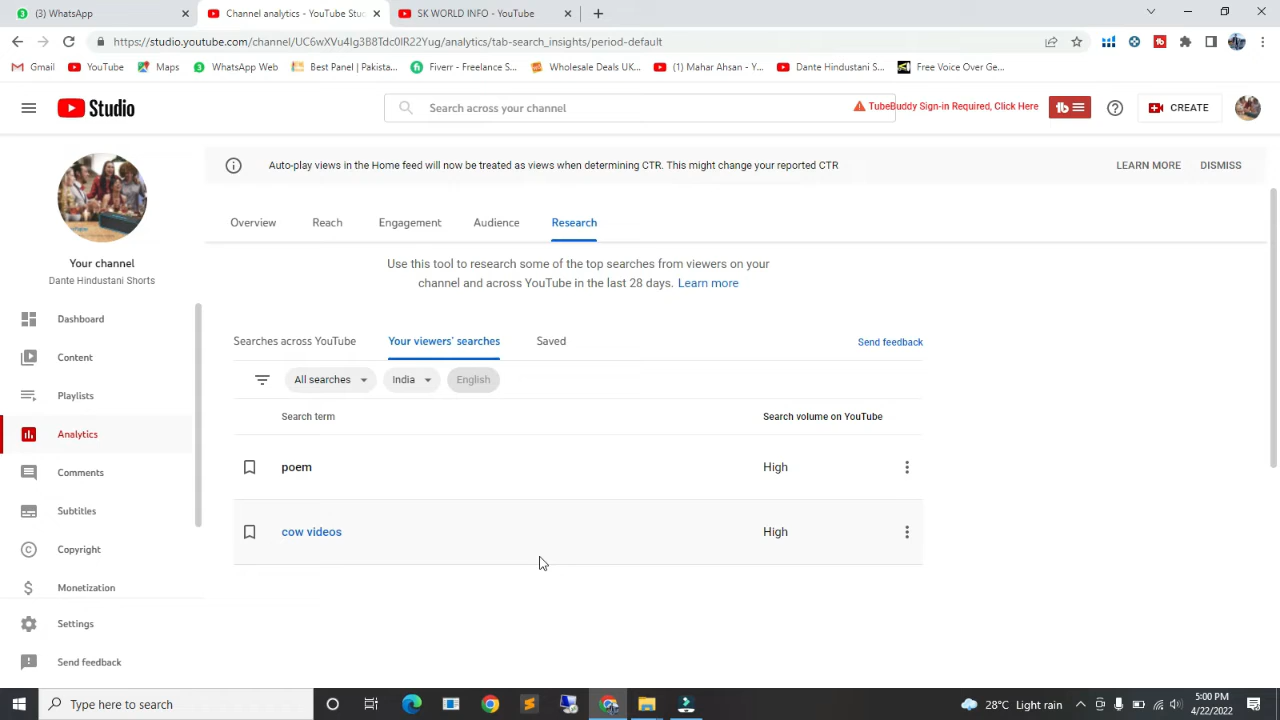 3) WhatsApp
Channel analytics - YouTube Stud
SK WORLD INFO - YouTube
https://studio.youtube.com/channel/UC6wXVu4Ig3B8Tdc0IR22Yug/analytics/tab-search_insights/period-default
Gmail
YouTube
Maps
WhatsApp Web
Best Panel | Pakista...
Fiverr - Freelance S...
Wholesale Deals UK...
(1) Mahar Ahsan - Y...
Dante Hindustani S...
Free Voice Over Ge...
Studio
Search across your channel
TubeBuddy Sign-in Required, Click Here
tb
CREATE
Auto-play views in the Home feed will now be treated as views when determining CTR. This might change your reported CTR
LEARN MORE
DISMISS
Overview
Reach
Engagement
Audience
Research
Your channel
Dante Hindustani Shorts
Use this tool to research some of the top searches from viewers on your
channel and across YouTube in the last 28 days. Learn more
Dashboard
Content
Playlists
Analytics
Comments
Subtitles
Copyright
Monetization
Settings
Send feedback
Searches across YouTube
Your viewers' searches
Saved
Send feedback
All searches
India
English
Search term
Search volume on YouTube
poem
High
cow videos
High
Type here to search
28°C Light rain
5:00 PM
4/22/2022